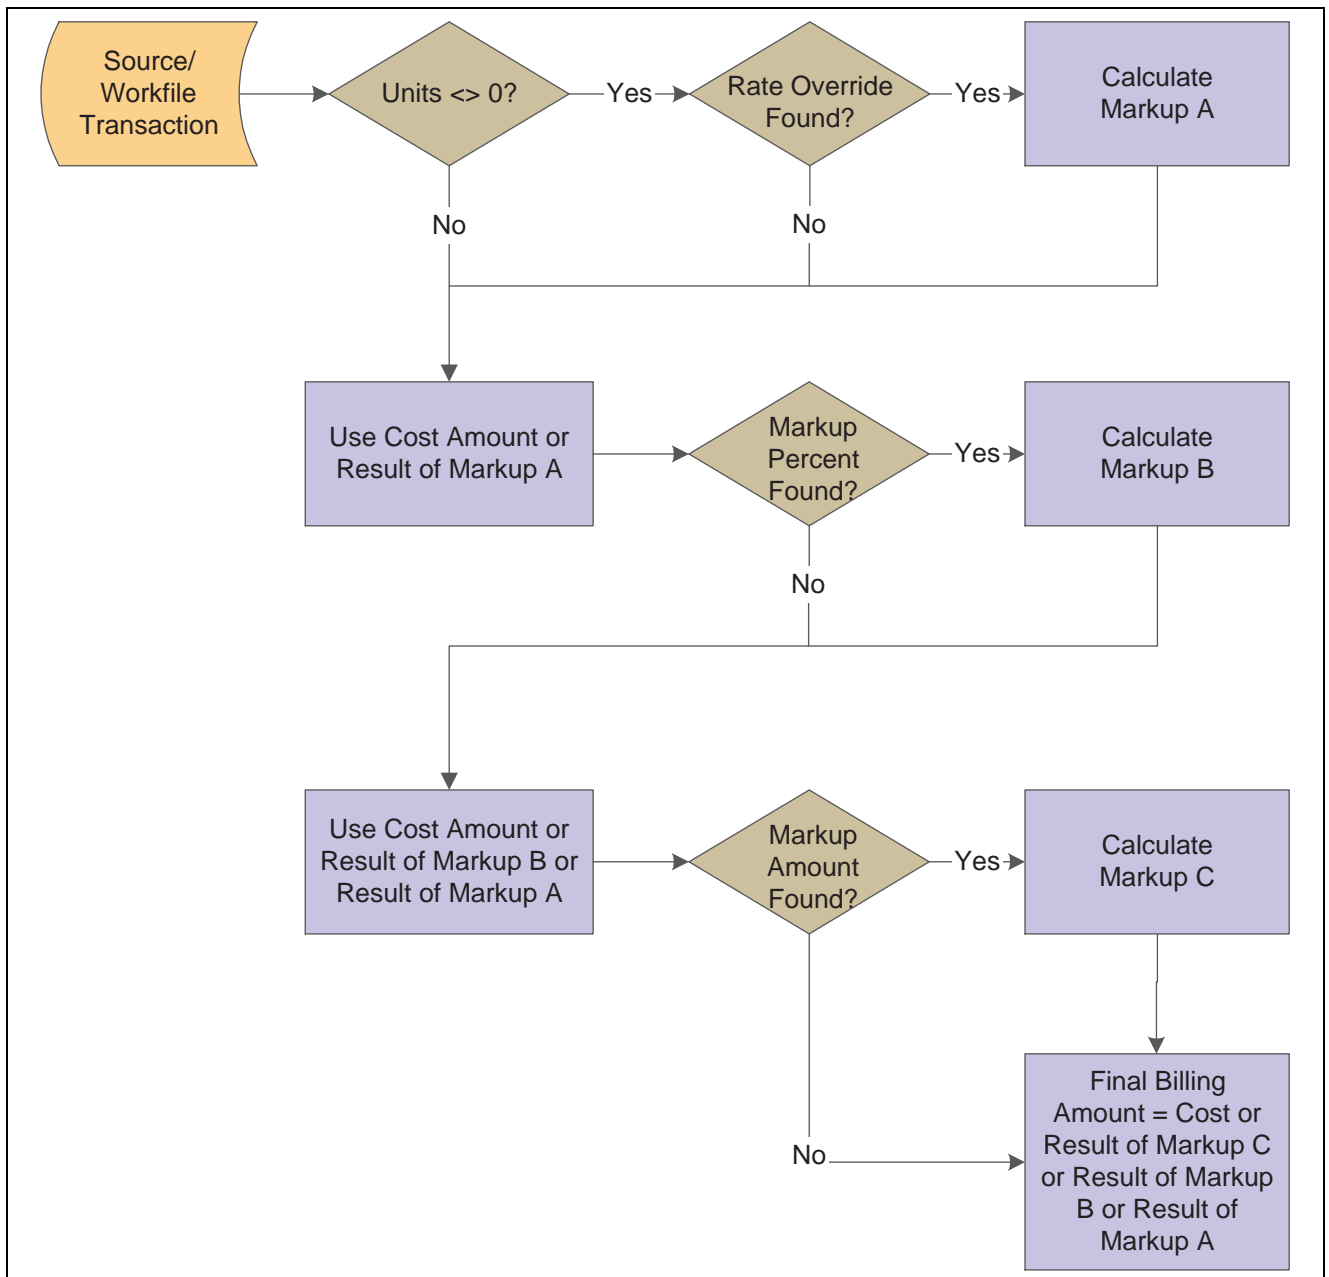 Source/
Workfile
Transaction
Units <> 0?
Yes
Rate Override
Found?
Yes
Calculate
Markup A
No
No
Use Cost Amount or
Result of Markup A
Markup
Percent
Found?
Yes
Calculate
Markup B
No
Use Cost Amount or
Result of Markup B or
Result of Markup A
Markup
Amount
Found?
Yes
Calculate
Markup C
No
Final Billing
Amount = Cost or
Result of Markup C
or Result of Markup
B or Result of
Markup A